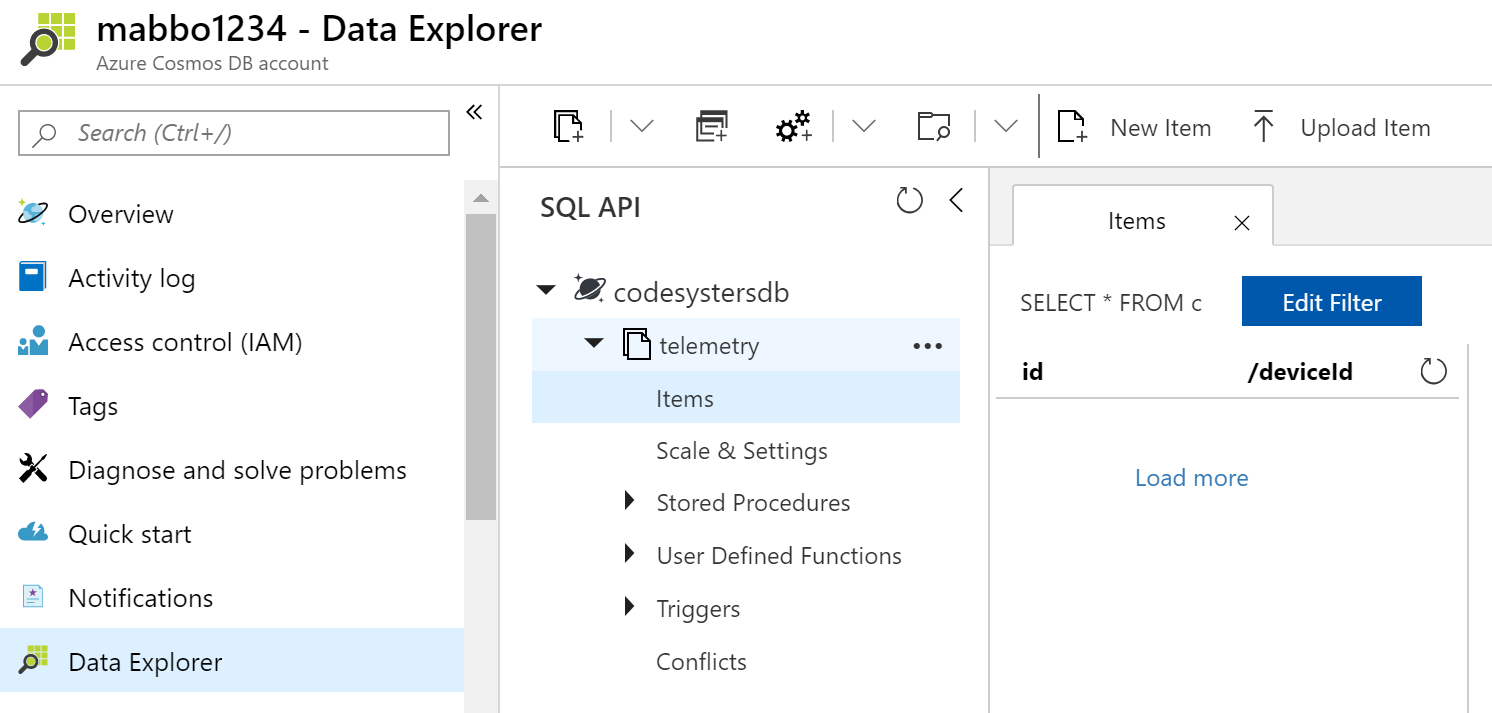 mabbo1234 - Data Explorer
Azure Cosmos DB account
Search (Ctrl+/)
Overview
Activity log
Access control (IAM)
Tags
Diagnose and solve problems
Quick start
Notifications
Data Explorer
New Item
Upload Item
SQL API
codesystersdb
telemetry
Items
Scale & Settings
Stored Procedures
User Defined Functions
Triggers
Conflicts
Items
SELECT * FROM c
Edit Filter
id /deviceId
Load more